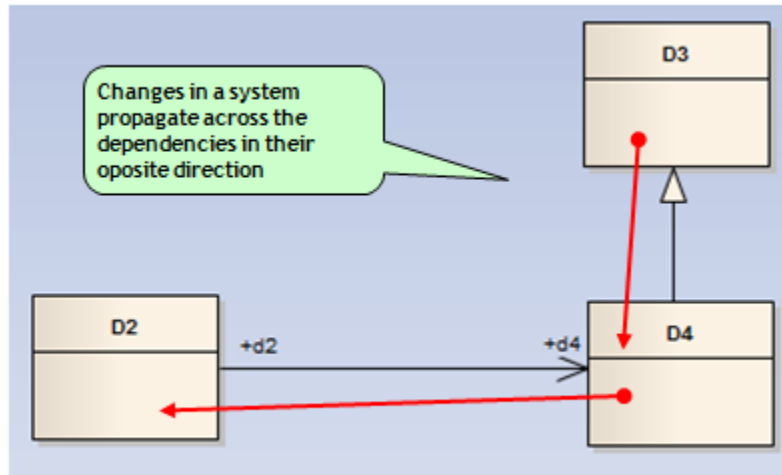 D3
Changes in a system
propagate across the
dependencies in their
oposite direction
D2
+d2
+d4
D4